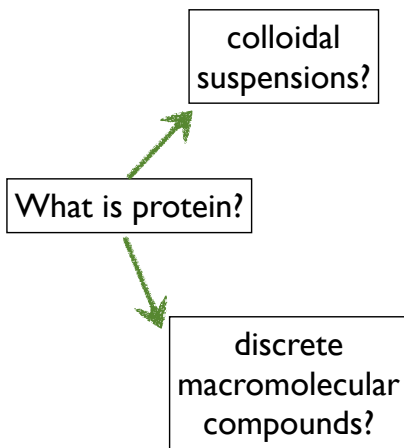 colloidal
suspensions?
What is protein?
discrete
macromolecular
compounds?